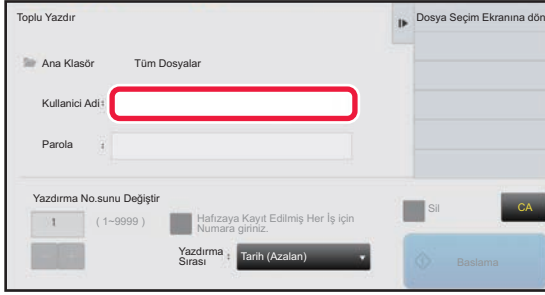 Toplu Yazdır
Dosya Seçim Ekranına dön
Ana Klasör Tüm Dosyalar
Kullanici Adi :
Parola :
Yazdırma No.sunu Değiştir
1 ( 1~9999 )
Hafızaya Kayıt Edilmiş Her İş için
Numara giriniz.
Yazdırma
Sırası : Tarih (Azalan)
Sil
CA
Baslama